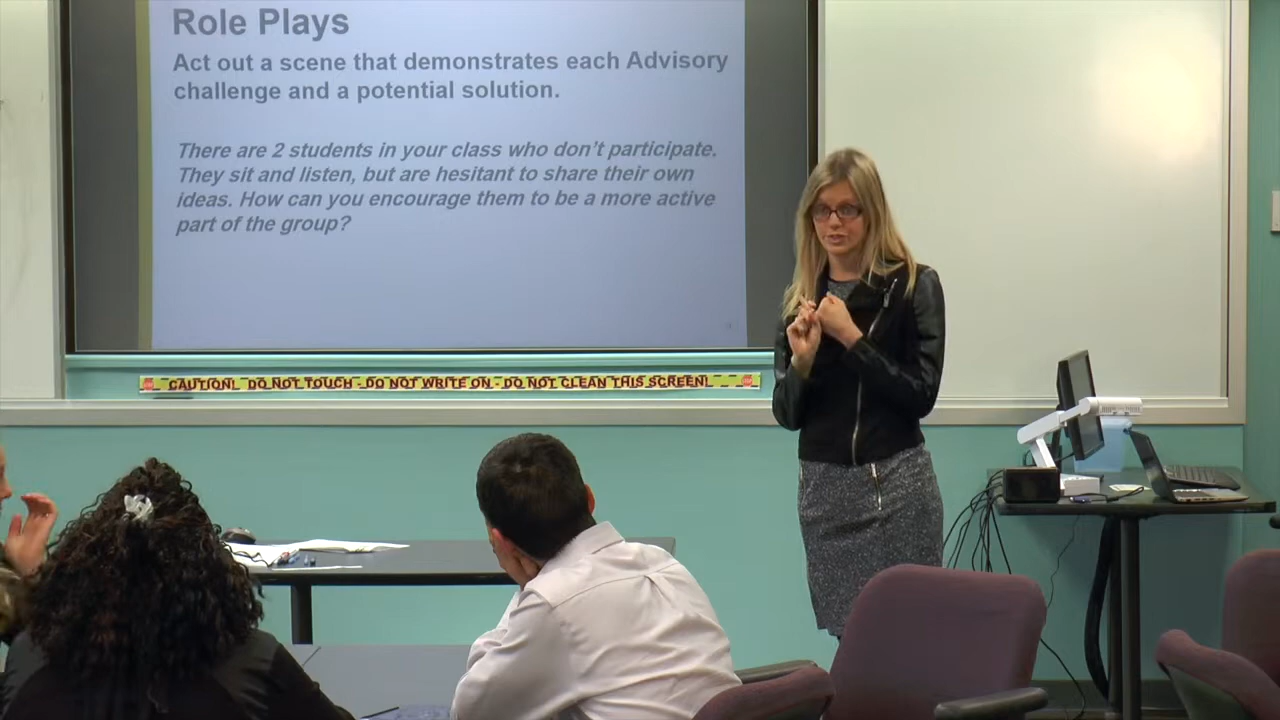 Role Plays
Act out a scene that demonstrates each Advisory
challenge and a potential solution.
There are 2 students in your class who don't participate.
They sit and listen, but are hesitant to share their own
ideas. How can you encourage them to be a more active
part of the group?
CAUTION! DO NOT TOUCH - DO NOT WRITE ON - DO NOT CLEAN THIS SCREEN!